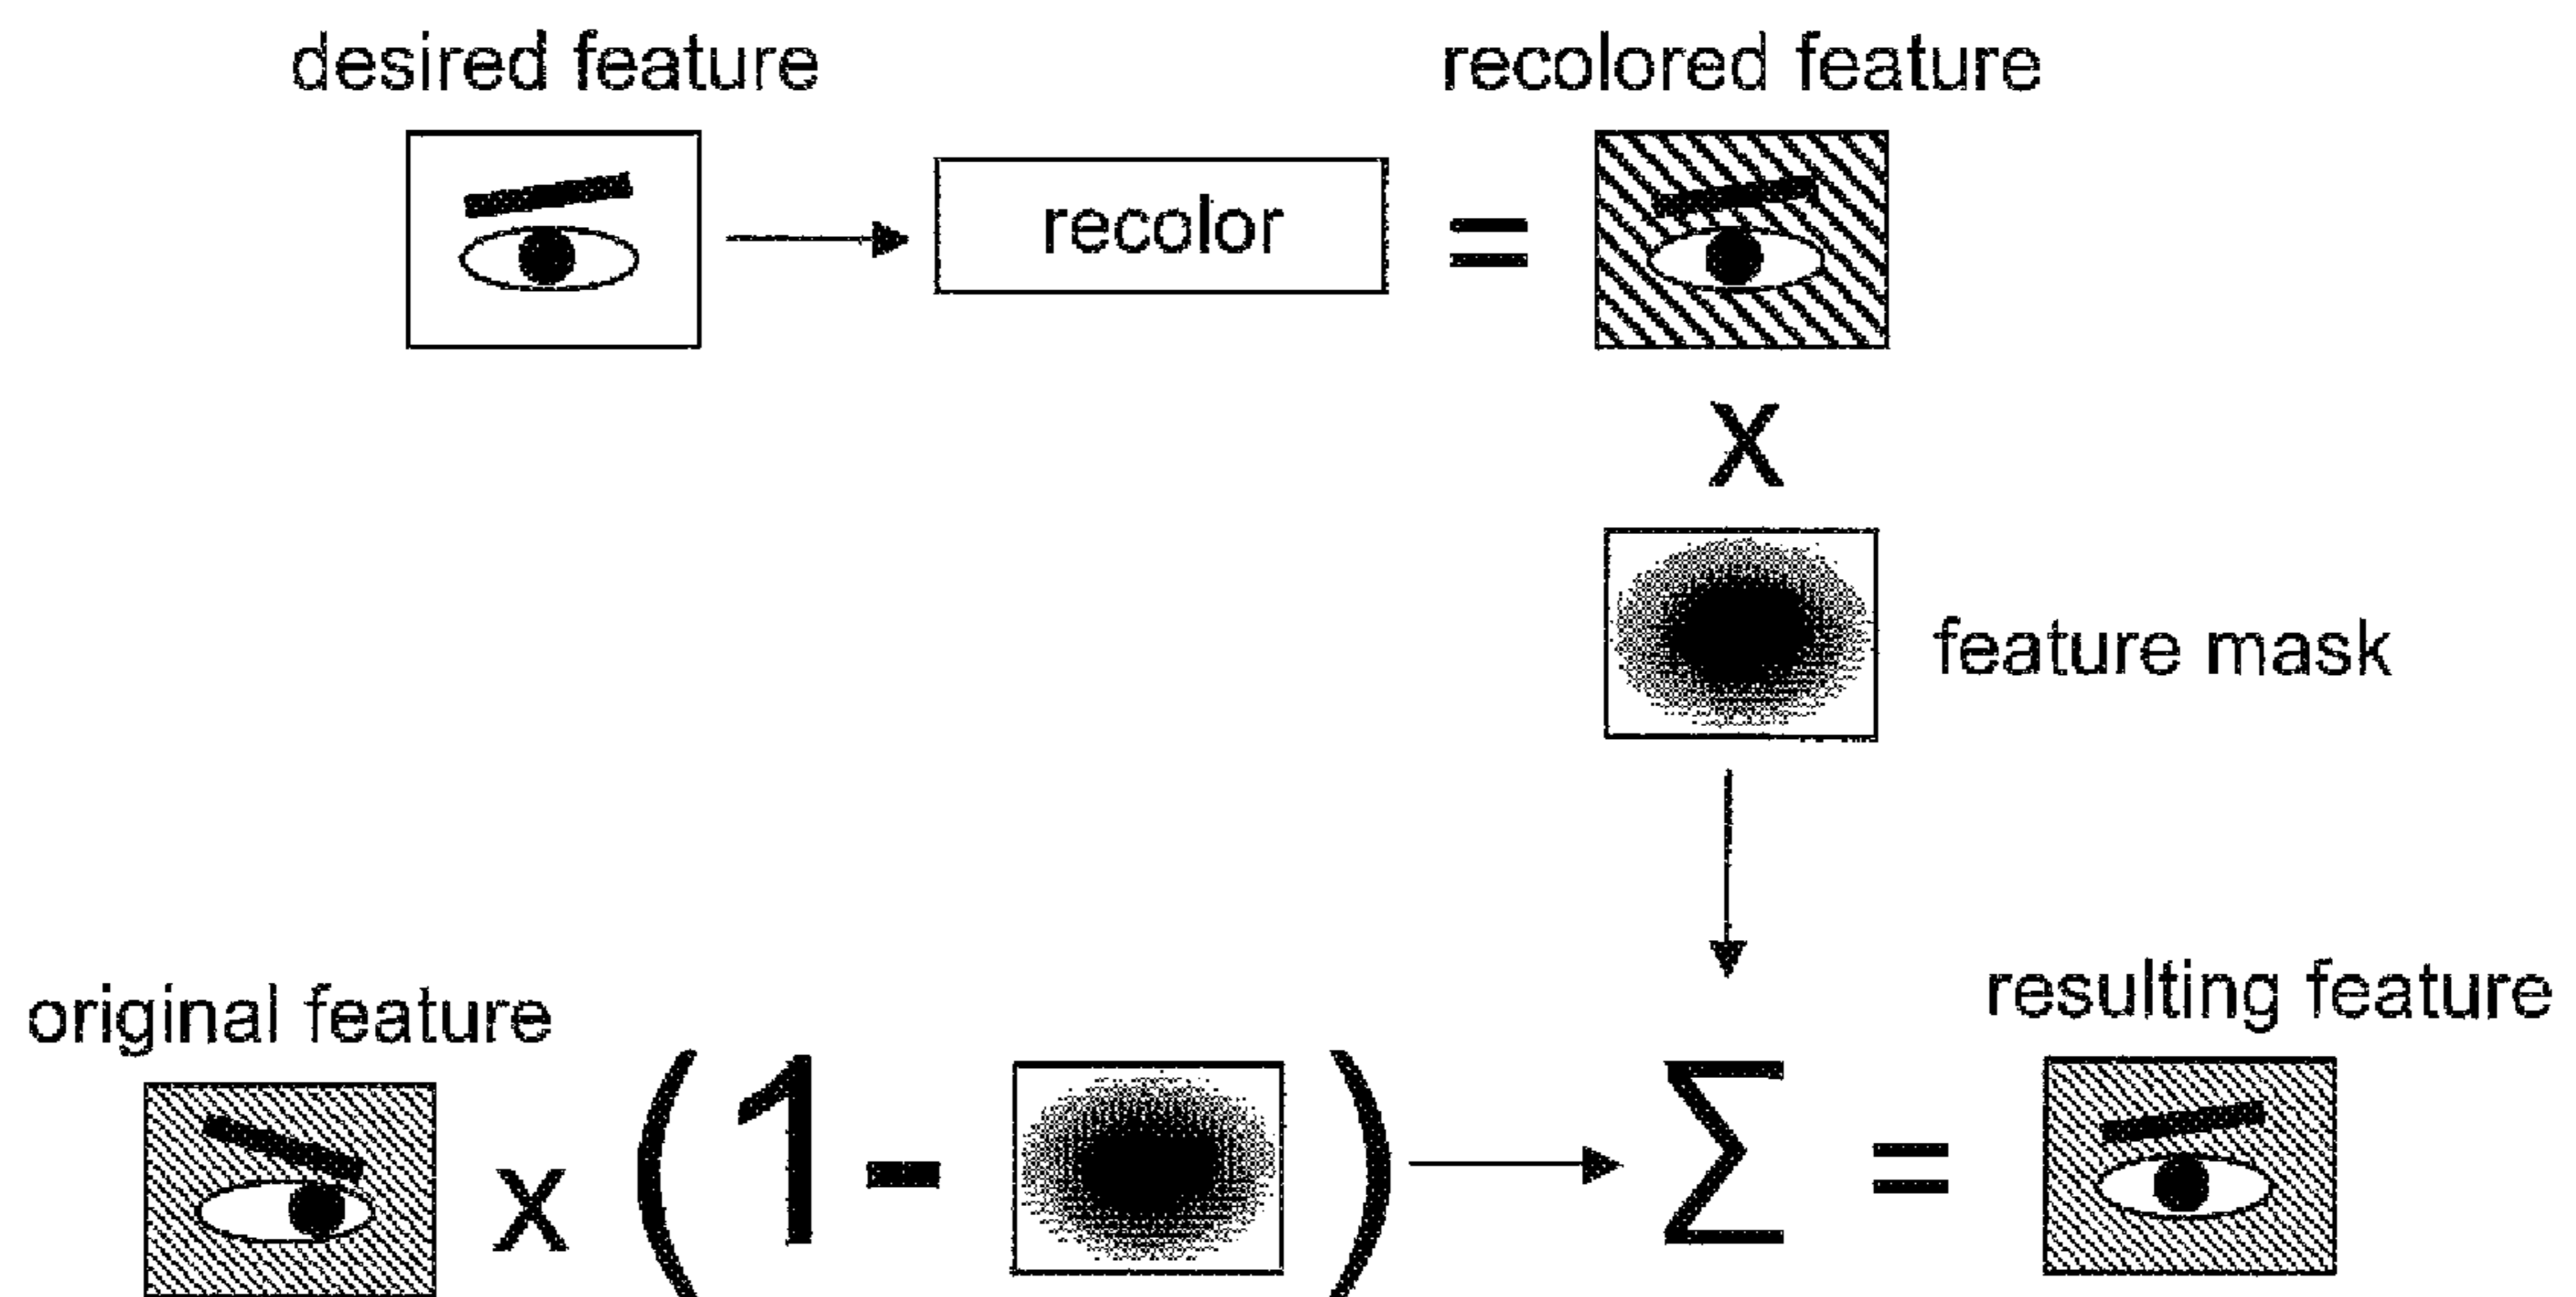 desired feature
recolored feature
recolor
=
x
feature mask
original feature
resulting feature
x (1 - ) Σ =